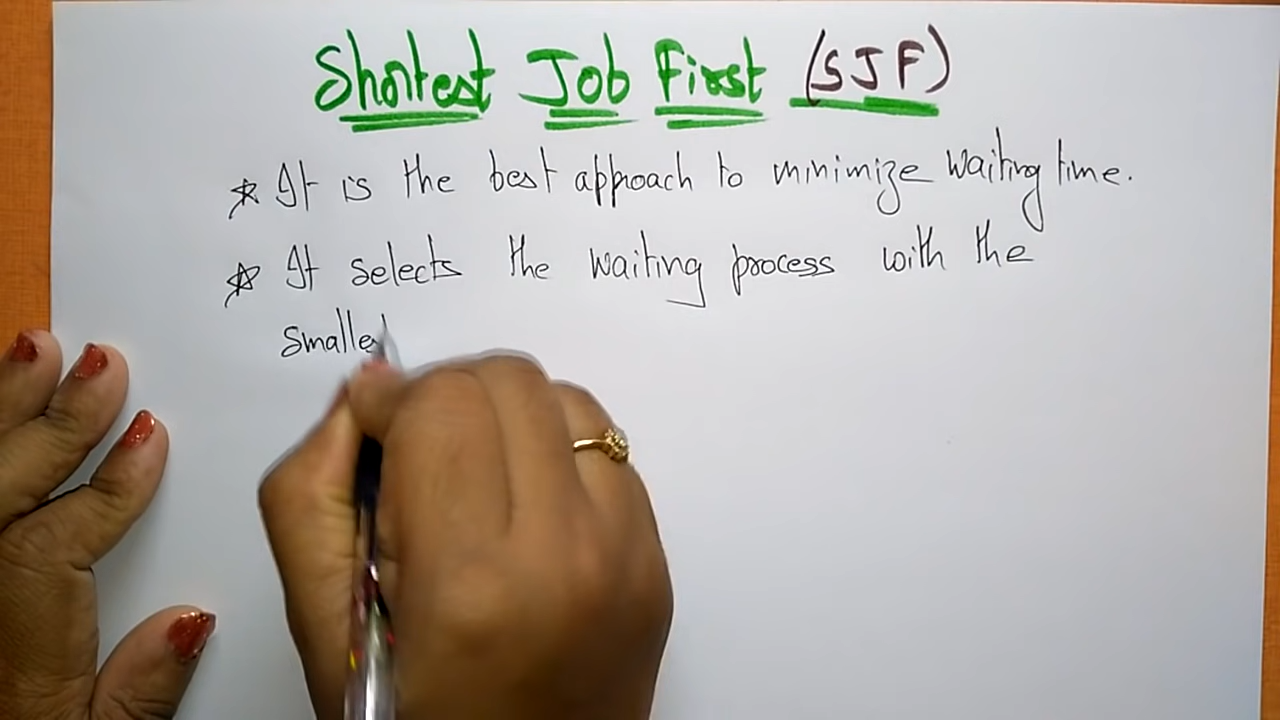 Shortest Job First (SJF)
* It is the best approach to minimize waiting time.
* It selects the waiting process with the
smalles